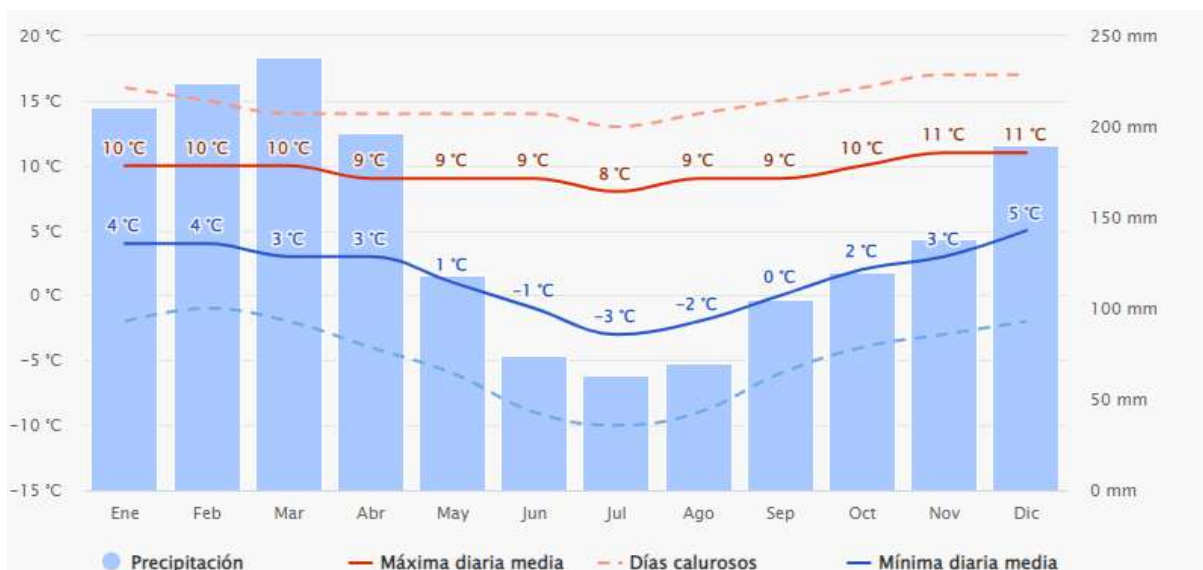 20 °C
250 mm
15 °C
200 mm
10 °C 10 °C 10 °C 9 °C 9 °C 9 °C 8 °C 9 °C 9 °C 10 °C 11 °C 11 °C
10 °C
150 mm
5 °C
4 °C 4 °C 3 °C 3 °C 1 °C −1 °C −3 °C −2 °C 0 °C 2 °C 3 °C 5 °C
0 °C
100 mm
−5 °C
50 mm
−10 °C
−15 °C
0 mm
Ene Feb Mar Abr May Jun Jul Ago Sep Oct Nov Dic
Precipitación Máxima diaria media Días calurosos Mínima diaria media